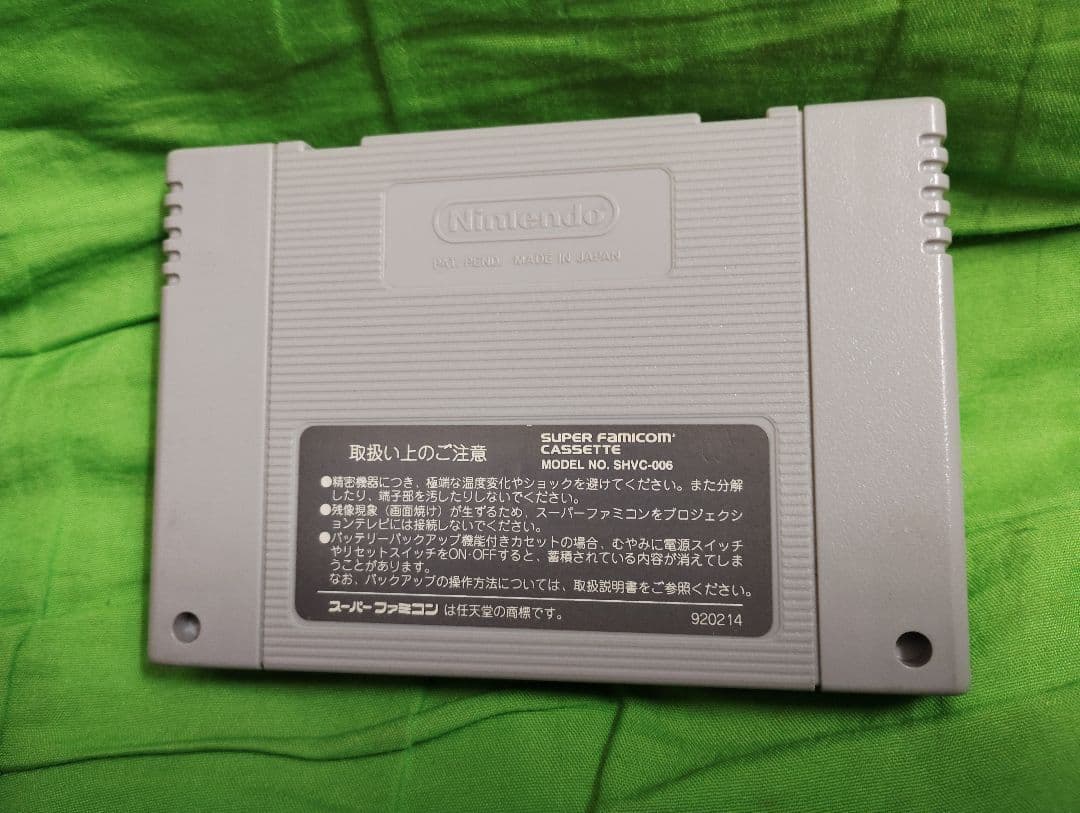 Nintendo®
PAT. PEND. MADE IN JAPAN
取扱い上のご注意
SUPER FAMICOM
CASSETTE
MODEL NO. SHVC-006
●精密機器につき、極端な温度変化やショックを避けてください。また分解
したり、端子部を汚したりしないでください。
●残像現象（画面焼け）が生ずるため、スーパーファミコンをプロジェクシ
ョンテレビには接続しないでください。
●バッテリーバックアップ機能付きカセットの場合、むやみに電源スイッチ
やリセットスイッチをON·OFFすると、蓄積されている内容が消えてしま
うことがあります。
なお、バックアップの操作方法については、取扱説明書をご参照ください。
スーパーファミコン は任天堂の商標です。
920214